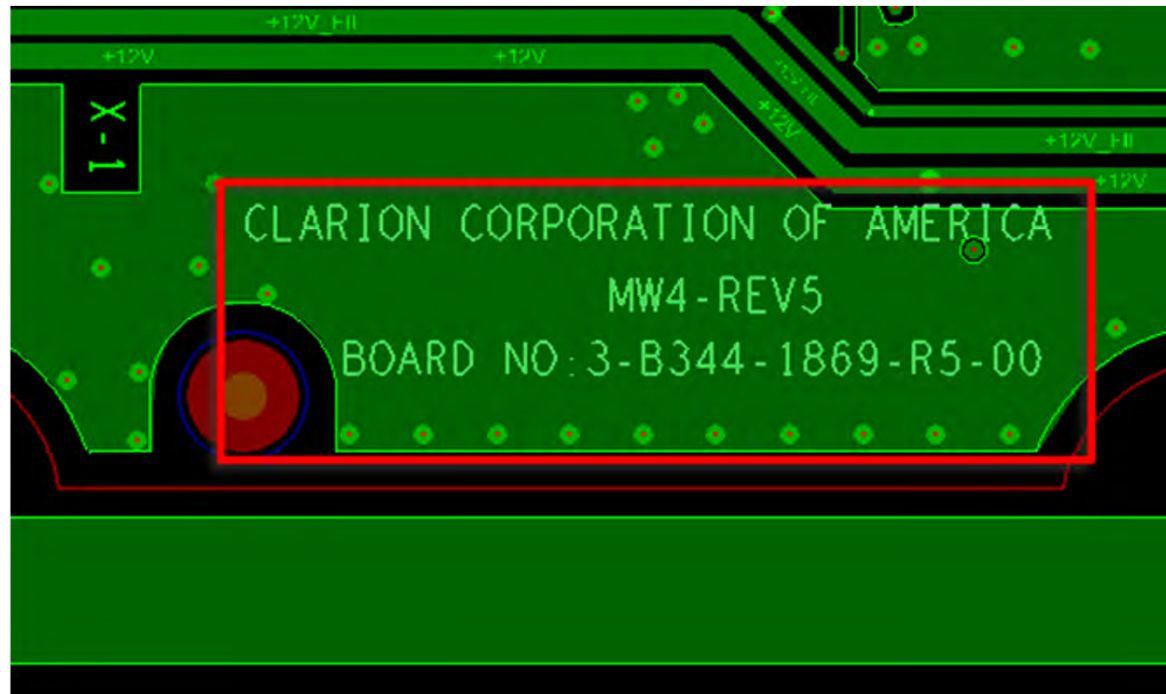 +12V_FIL
+12V +12V
X-1
+12V
+12V_FIL
+12V
CLARION CORPORATION OF AMERICA
MW4-REV5
BOARD NO:3-B344-1869-R5-00